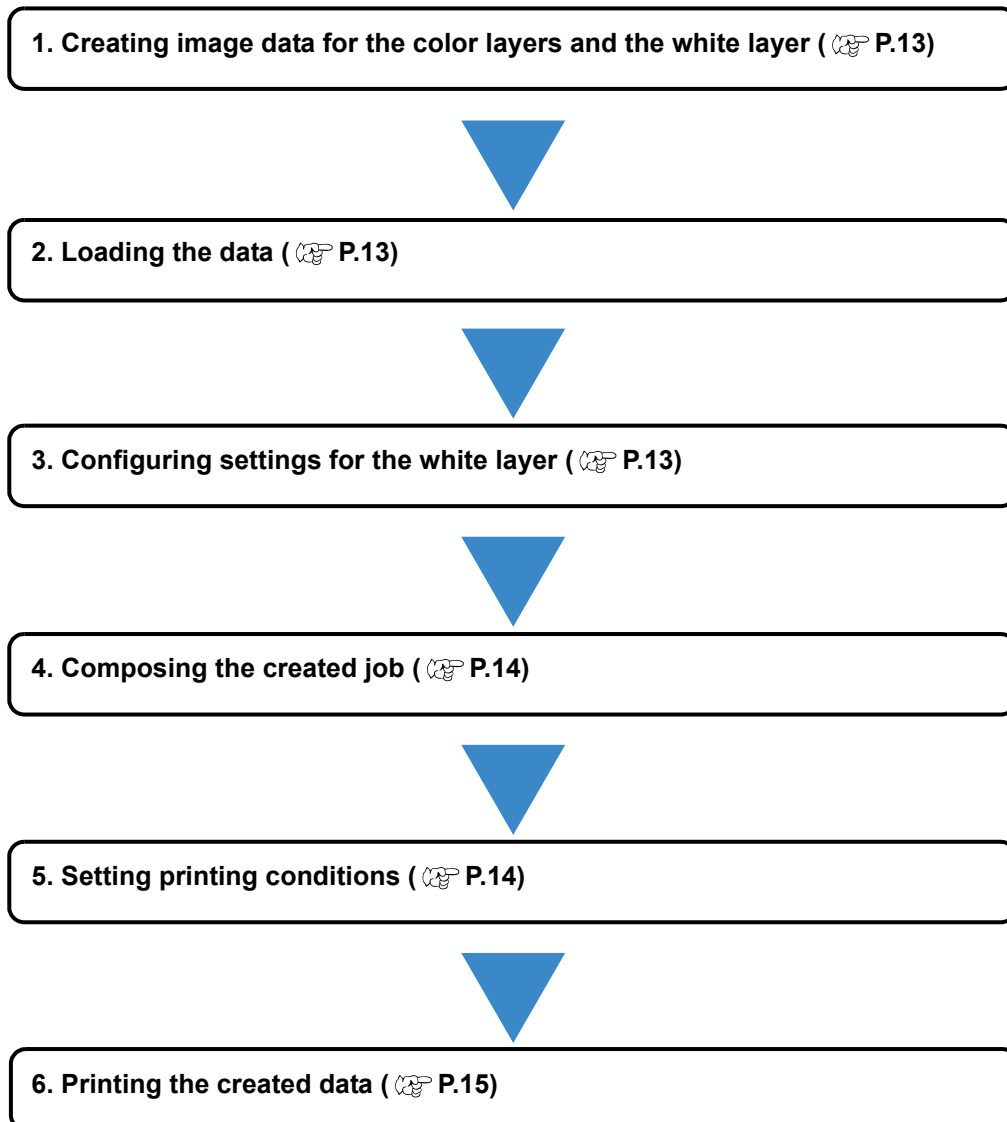 1. Creating image data for the color layers and the white layer ( P.13)
2. Loading the data ( P.13)
3. Configuring settings for the white layer ( P.13)
4. Composing the created job ( P.14)
5. Setting printing conditions ( P.14)
6. Printing the created data ( P.15)